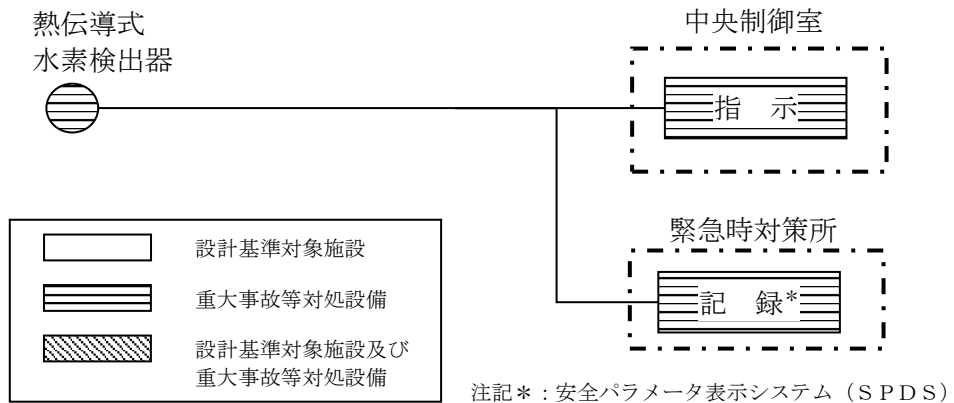 熱伝導式
水素検出器
中央制御室
指　示
緊急時対策所
記　録*
設計基準対象施設
重大事故等対処設備
設計基準対象施設及び
重大事故等対処設備
注記＊：安全パラメータ表示システム（ＳＰＤＳ）